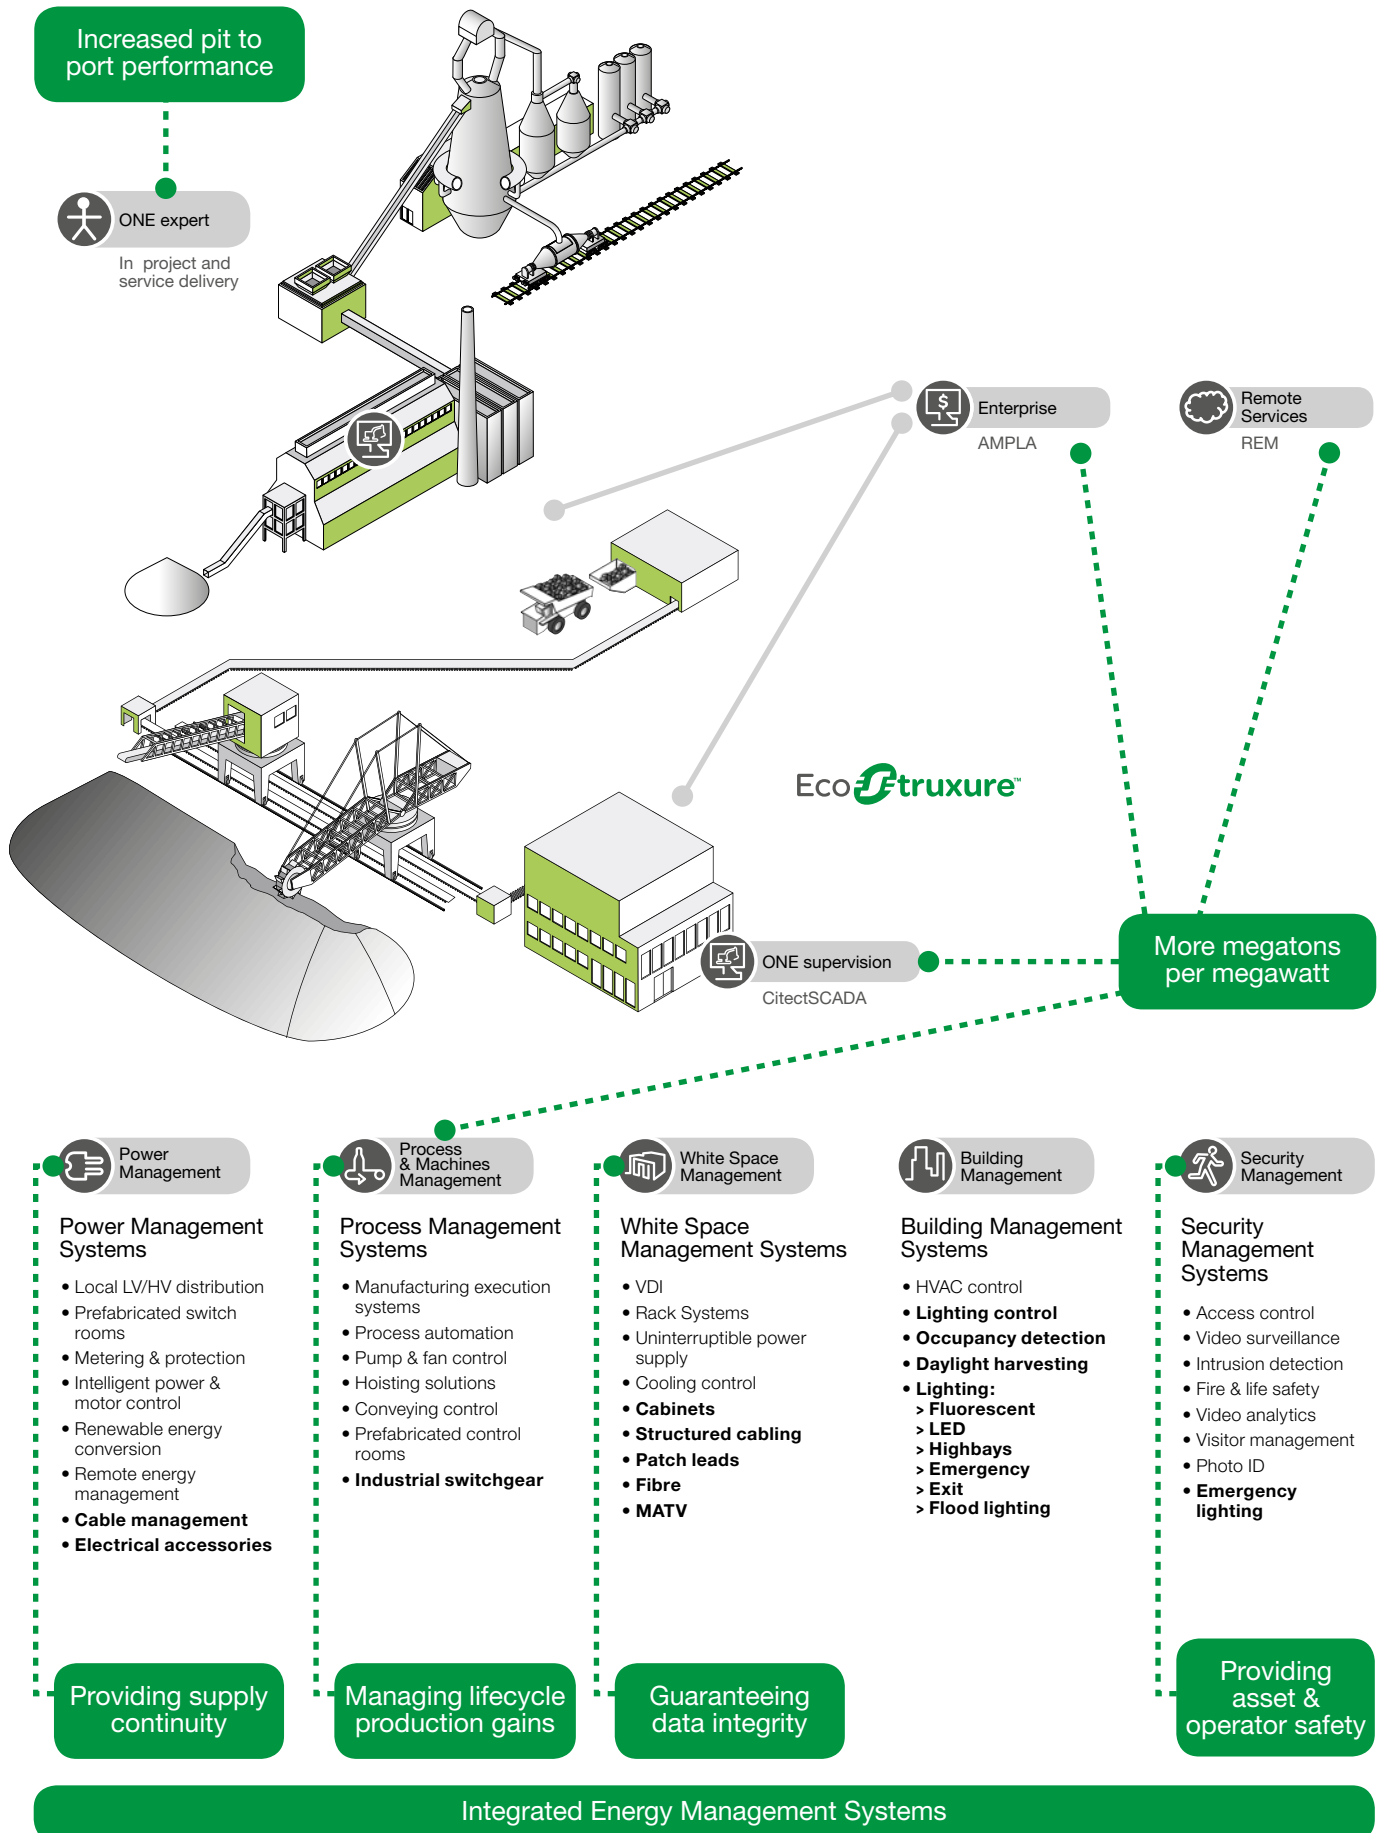 Increased pit to
port performance
ONE expert
In project and
service delivery
Enterprise
AMPLA
Remote
Services
REM
EcoStruxure™
ONE supervision
CitectSCADA
More megatons
per megawatt
Power
Management
Power Management
Systems
• Local LV/HV distribution
• Prefabricated switch
rooms
• Metering & protection
• Intelligent power &
motor control
• Renewable energy
conversion
• Remote energy
management
• Cable management
• Electrical accessories
Providing supply
continuity
Process
& Machines
Management
Process Management
Systems
• Manufacturing execution
systems
• Process automation
• Pump & fan control
• Hoisting solutions
• Conveying control
• Prefabricated control
rooms
• Industrial switchgear
Managing lifecycle
production gains
White Space
Management
White Space
Management Systems
• VDI
• Rack Systems
• Uninterruptible power
supply
• Cooling control
• Cabinets
• Structured cabling
• Patch leads
• Fibre
• MATV
Guaranteeing
data integrity
Building
Management
Building Management
Systems
• HVAC control
• Lighting control
• Occupancy detection
• Daylight harvesting
• Lighting:
> Fluorescent
> LED
> Highbays
> Emergency
> Exit
> Flood lighting
Security
Management
Security
Management
Systems
• Access control
• Video surveillance
• Intrusion detection
• Fire & life safety
• Video analytics
• Visitor management
• Photo ID
• Emergency
lighting
Providing
asset &
operator safety
Integrated Energy Management Systems